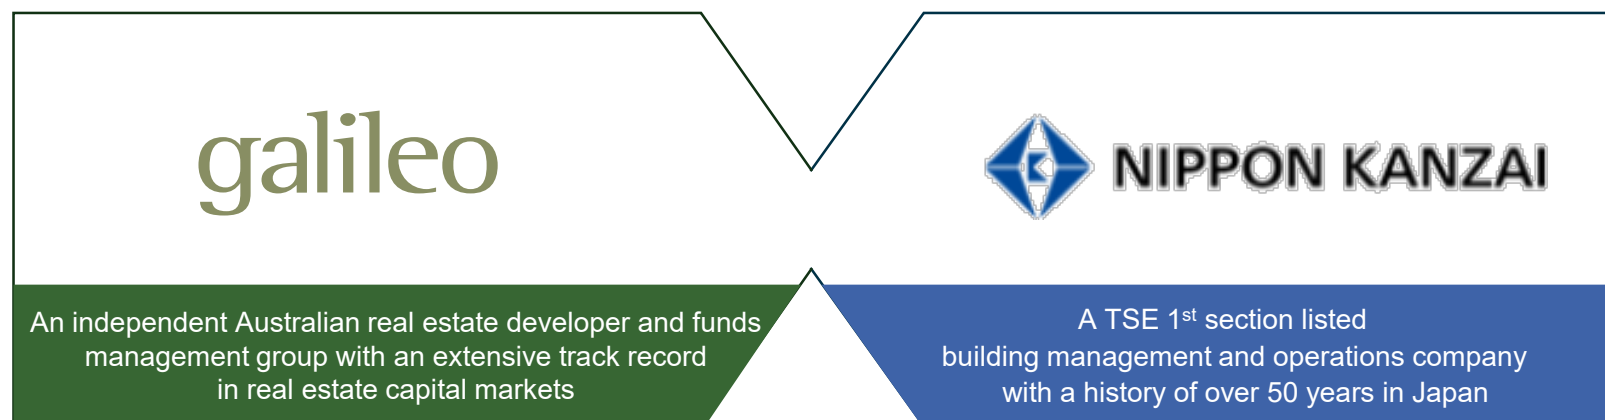 galileo
An independent Australian real estate developer and funds
management group with an extensive track record
in real estate capital markets
NIPPON KANZAI
A TSE 1st section listed
building management and operations company
with a history of over 50 years in Japan